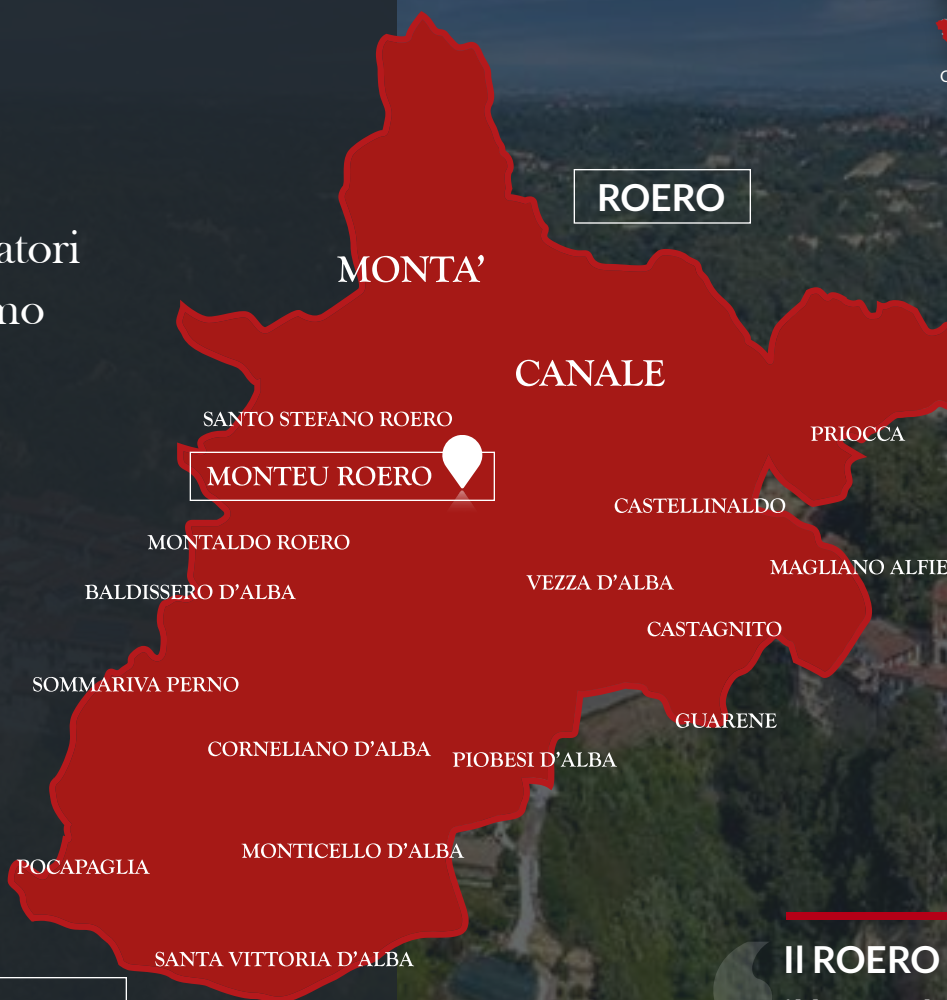 ROERO
atori
mo
MONTA'
CANALE
SANTO STEFANO ROERO
PRIOCCA
MONTEU ROERO
CASTELLINALDO
MONTALDO ROERO
MAGLIANO ALFIE
VEZZA D'ALBA
BALDISSERO D'ALBA
CASTAGNITO
SOMMARIVA PERNO
GUARENE
CORNELIANO D'ALBA
PIOBESI D'ALBA
MONTICELLO D'ALBA
POCAPAGLIA
SANTA VITTORIA D'ALBA
Il ROERO